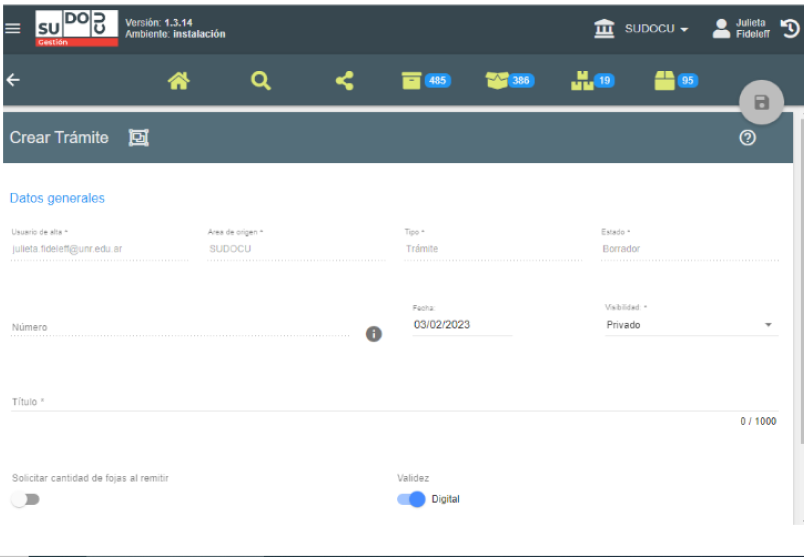 SUDOCU
Gestión
Versión: 1.3.14
Ambiente: instalación
SUDOCU
Julieta
Fideleff
485
386
19
95
Crear Trámite
Datos generales
Usuario de alta *
Area de origen *
Tipo *
Estado *
julieta.fideleff@unr.edu.ar
SUDOCU
Trámite
Borrador
Número
Fecha:
03/02/2023
Visibilidad: *
Privado
Título *
0 / 1000
Solicitar cantidad de fojas al remitir
Validez
Digital